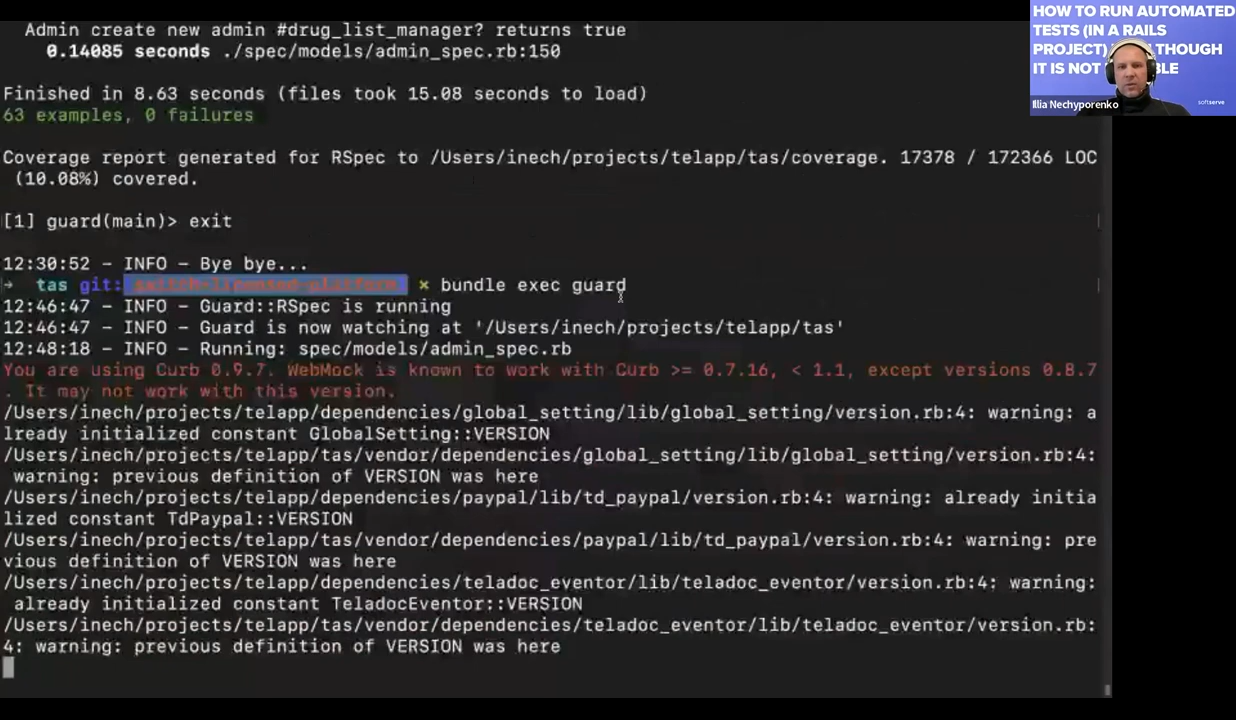 Admin create new admin #drug_list_manager? returns true
0.14085 seconds ./spec/models/admin_spec.rb:150
Finished in 8.63 seconds (files took 15.08 seconds to load)
63 examples, 0 failures
Coverage report generated for RSpec to /Users/inech/projects/telapp/tas/coverage. 17378 / 172366 LOC
(10.08%) covered.
[1] guard(main)> exit
12:30:52 - INFO - Bye bye...
→ tas git: × bundle exec guard
12:46:47 - INFO - Guard::RSpec is running
12:46:47 - INFO - Guard is now watching at '/Users/inech/projects/telapp/tas'
12:48:18 - INFO - Running: spec/models/admin_spec.rb
You are using Curb 0.9.7. WebMock is known to work with Curb >= 0.7.16, < 1.1, except versions 0.8.7
. It may not work with this version.
/Users/inech/projects/telapp/dependencies/global_setting/lib/global_setting/version.rb:4: warning: a
lready initialized constant GlobalSetting::VERSION
/Users/inech/projects/telapp/tas/vendor/dependencies/global_setting/lib/global_setting/version.rb:4:
warning: previous definition of VERSION was here
/Users/inech/projects/telapp/dependencies/paypal/lib/td_paypal/version.rb:4: warning: already initia
lized constant TdPaypal::VERSION
/Users/inech/projects/telapp/tas/vendor/dependencies/paypal/lib/td_paypal/version.rb:4: warning: pre
vious definition of VERSION was here
/Users/inech/projects/telapp/dependencies/teladoc_eventor/lib/teladoc_eventor/version.rb:4: warning:
already initialized constant TeladocEventor::VERSION
/Users/inech/projects/telapp/tas/vendor/dependencies/teladoc_eventor/lib/teladoc_eventor/version.rb:
4: warning: previous definition of VERSION was here
HOW TO RUN AUTOMATED
TESTS (IN A RAILS
PROJECT) LTHOUGH
IT IS NOT
Illia Nechyporenko
softserve